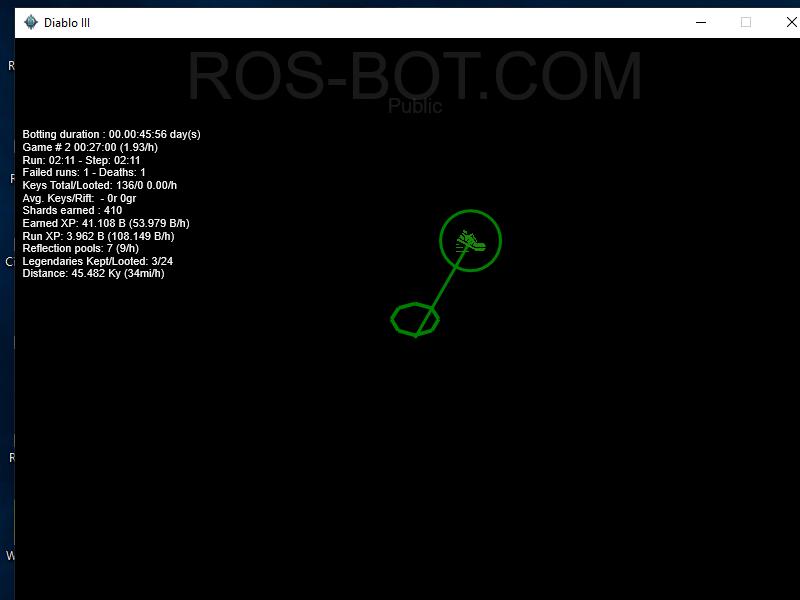 Diablo III
ROS-BOT.COM
Public
Botting duration : 00.00:45:56 day(s)
Game # 2 00:27:00 (1.93/h)
Run: 02:11 - Step: 02:11
Failed runs: 1 - Deaths: 1
Keys Total/Looted: 136/0 0.00/h
Avg. Keys/Rift:  - 0r 0gr
Shards earned : 410
Earned XP: 41.108 B (53.979 B/h)
Run XP: 3.962 B (108.149 B/h)
Reflection pools: 7 (9/h)
Legendaries Kept/Looted: 3/24
Distance: 45.482 Ky (34mi/h)